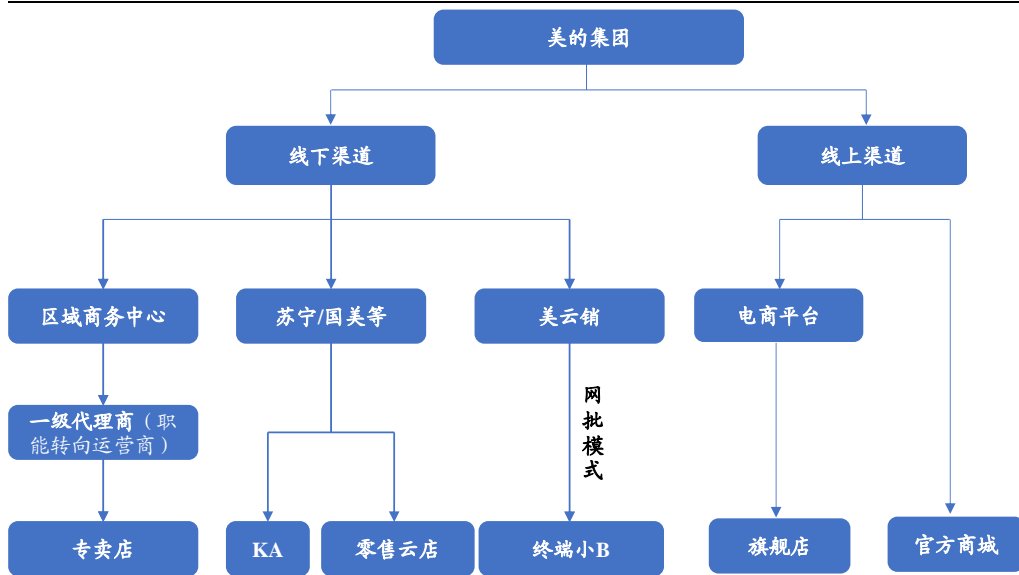 美的集团
线下渠道
线上渠道
区域商务中心
苏宁/国美等
美云销
电商平台
网
批
模
式
一级代理商（职
能转向运营商）
专卖店
KA
零售云店
终端小B
旗舰店
官方商城